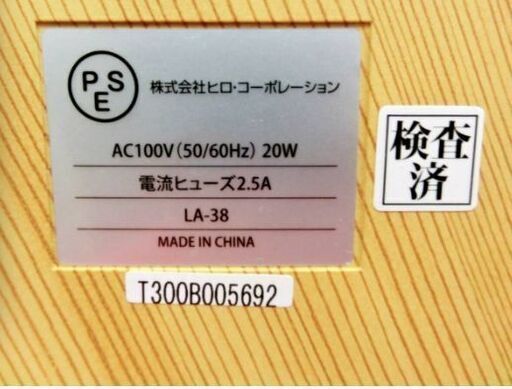 PSE
株式会社ヒロ・コーポレーション
AC100V(50/60Hz) 20W
電流ヒューズ2.5A
LA-38
MADE IN CHINA
検査
済
T300B005692